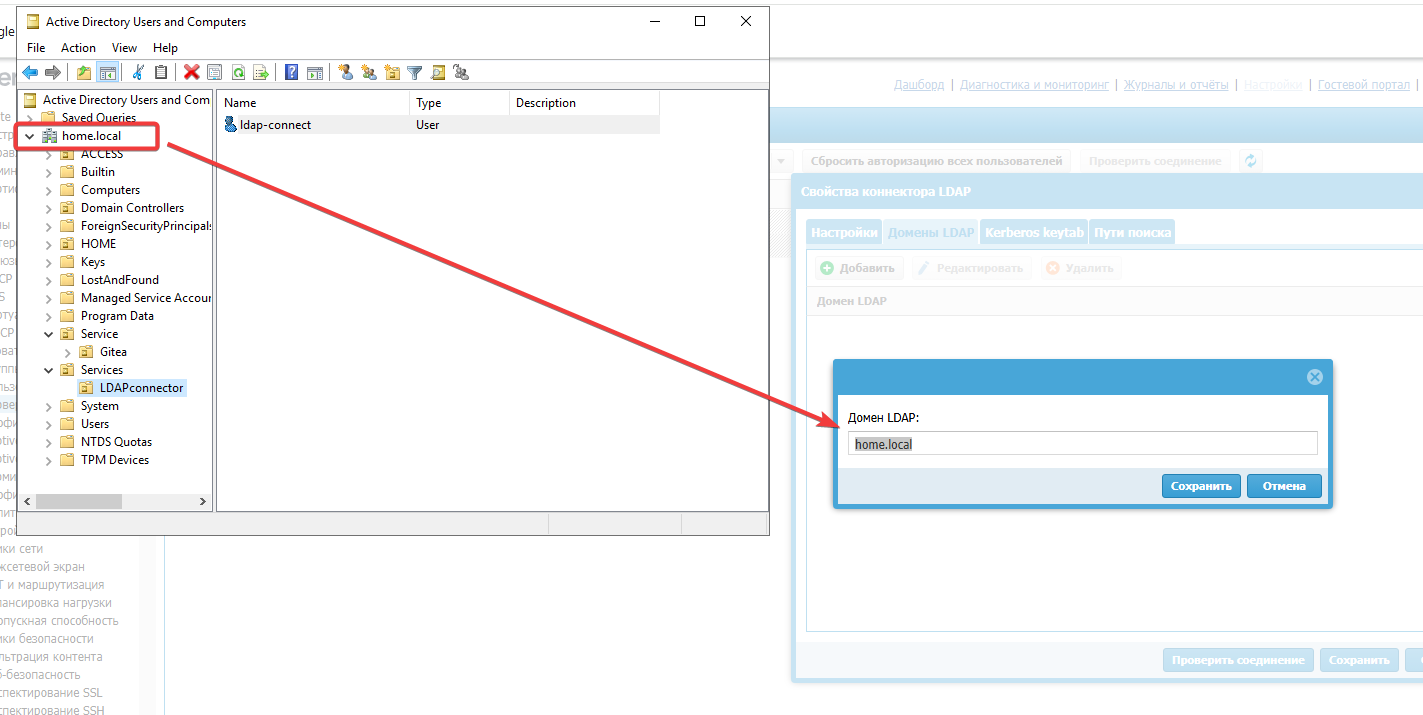 Active Directory Users and Computers
File Action View Help
Active Directory Users and Com
Saved Queries
home.local
ACCESS
Builtin
Computers
Domain Controllers
ForeignSecurityPrincipals
HOME
Keys
LostAndFound
Managed Service Accour
Program Data
Service
Gitea
Services
LDAPconnector
System
Users
NTDS Quotas
TPM Devices
Name Type Description
ldap-connect User
Дашборд | Диагностика и мониторинг | Журналы и отчёты | Настройки | Гостевой портал |
Сбросить авторизацию всех пользователей Проверить соединение
Свойства коннектора LDAP
Настройки Домены LDAP Kerberos keytab Пути поиска
Добавить Редактировать Удалить
Домен LDAP
Домен LDAP:
home.local
Сохранить Отмена
Проверить соединение Сохранить
ики сети
жсетевой экран
T и маршрутизация
лансировка нагрузки
опускная способность
ики безопасности
льтрация контента
б-безопасность
спектирование SSL
спектирование SSH